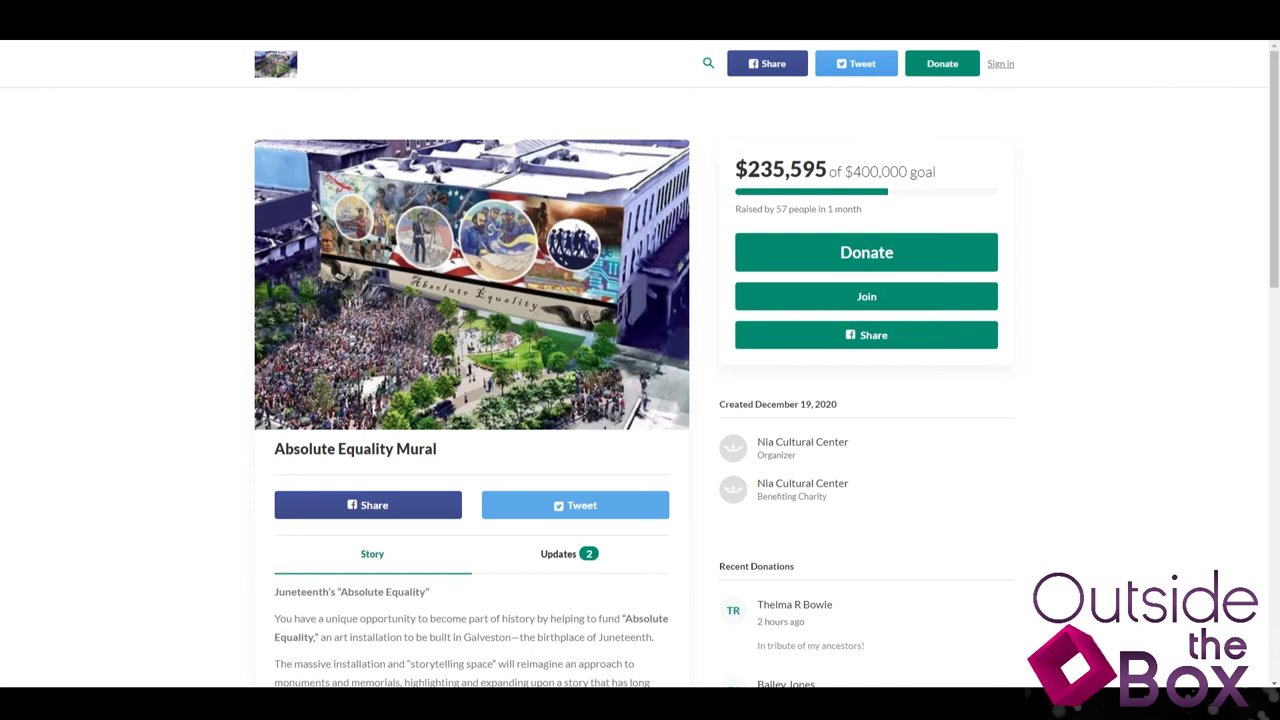 Share
Tweet
Donate
Sign in
Absolute Equality
$235,595 of $400,000 goal
Raised by 57 people in 1 month
Donate
Join
Share
Absolute Equality Mural
Share
Tweet
Story
Updates 2
Juneteenth's “Absolute Equality”
You have a unique opportunity to become part of history by helping to fund “Absolute
Equality,” an art installation to be built in Galveston—the birthplace of Juneteenth.
The massive installation and “storytelling space” will reimagine an approach to
monuments and memorials, highlighting and expanding upon a story that has long
Created December 19, 2020
Nia Cultural Center
Organizer
Nia Cultural Center
Benefiting Charity
Recent Donations
TR
Thelma R Bowie
2 hours ago
In tribute of my ancestors!
Bailey Jones
Outside
the
Box